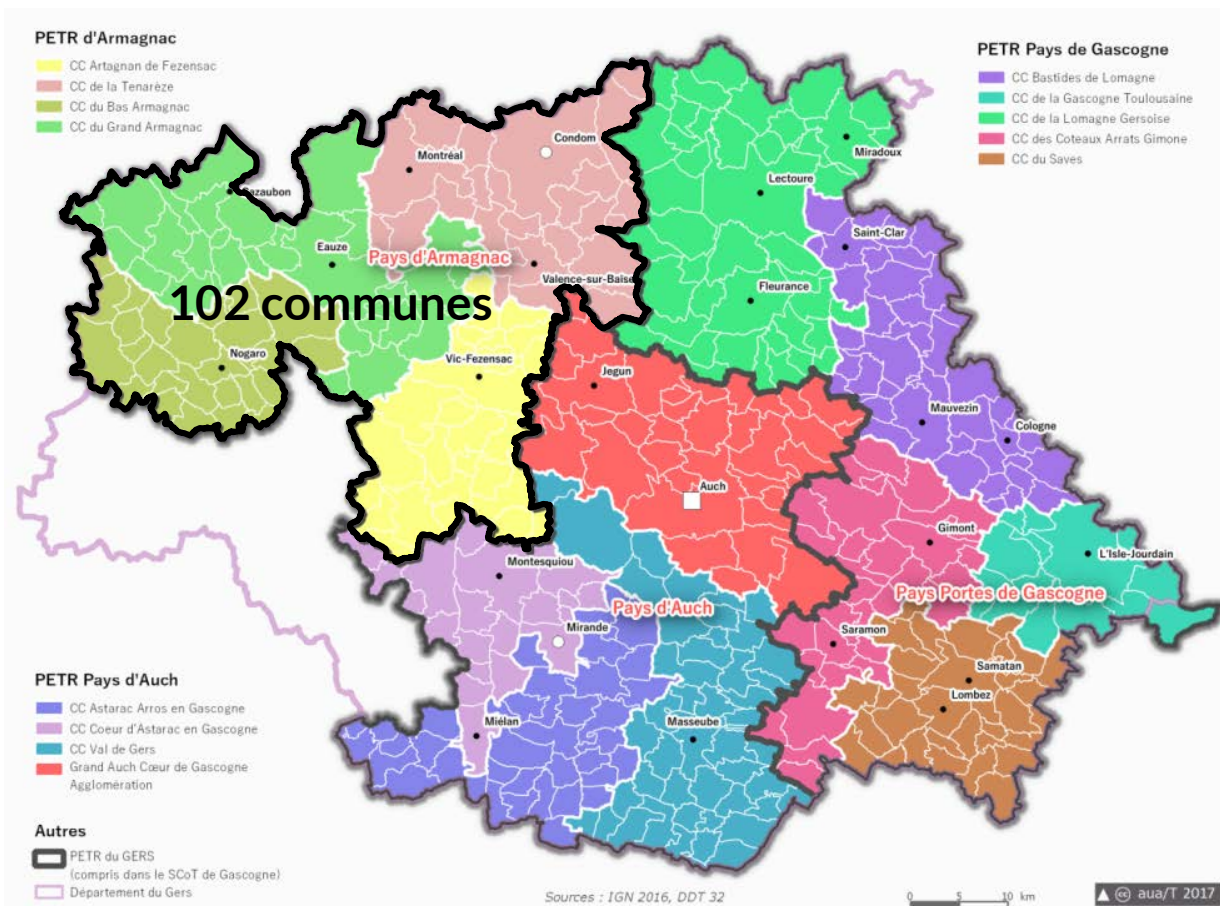 PETR d'Armagnac
CC Artagnan de Fezensac
CC de la Tenarèze
CC du Bas Armagnac
CC du Grand Armagnac
PETR Pays de Gascogne
CC Bastides de Lomagne
CC de la Gascogne Toulousaine
CC de la Lomagne Gersoise
CC des Coteaux Arrats Gimone
CC du Saves
Condom
Montréal
Miradoux
Lectoure
Cazaubon
Saint-Clar
Eauze
Pays d'Armagnac
Valence-sur-Baïse
Fleurance
102 communes
Nogaro
Vic-Fezensac
Jegun
Mauvezin
Cologne
Auch
Gimont
L'Isle-Jourdain
Montesquiou
Pays d'Auch
Pays Portes de Gascogne
Mirande
Saramon
Samatan
Lombez
Miélan
Masseube
PETR Pays d'Auch
CC Astarac Arros en Gascogne
CC Coeur d'Astarac en Gascogne
CC Val de Gers
Grand Auch Cœur de Gascogne
Agglomération
Autres
PETR du GERS
(compris dans le SCoT de Gascogne)
Département du Gers
Sources : IGN 2016, DDT 32
0 5 10 km
cc aua/T 2017